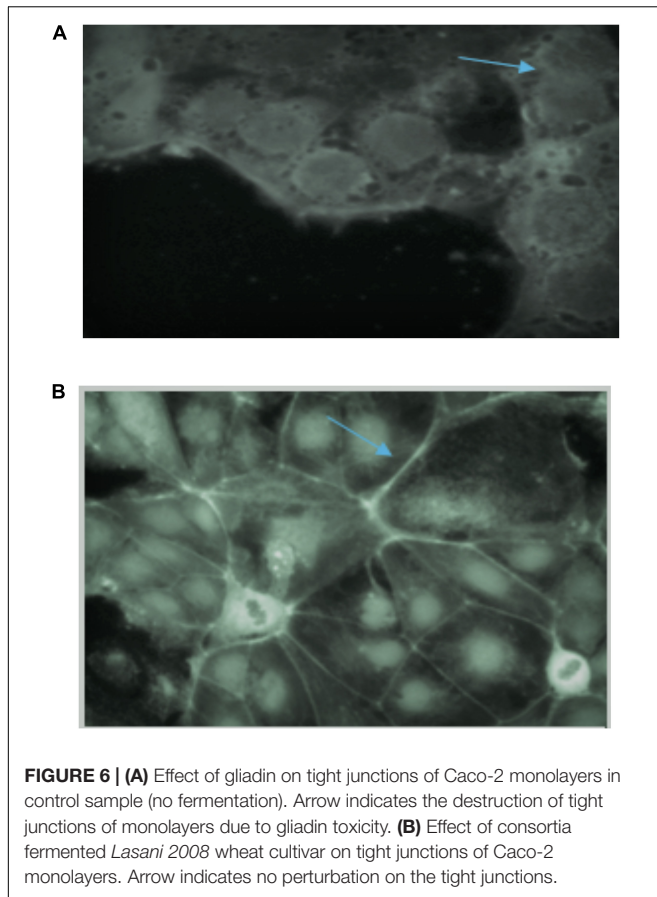 A
B
FIGURE 6 | (A) Effect of gliadin on tight junctions of Caco-2 monolayers in
control sample (no fermentation). Arrow indicates the destruction of tight
junctions of monolayers due to gliadin toxicity. (B) Effect of consortia
fermented Lasani 2008 wheat cultivar on tight junctions of Caco-2
monolayers. Arrow indicates no perturbation on the tight junctions.